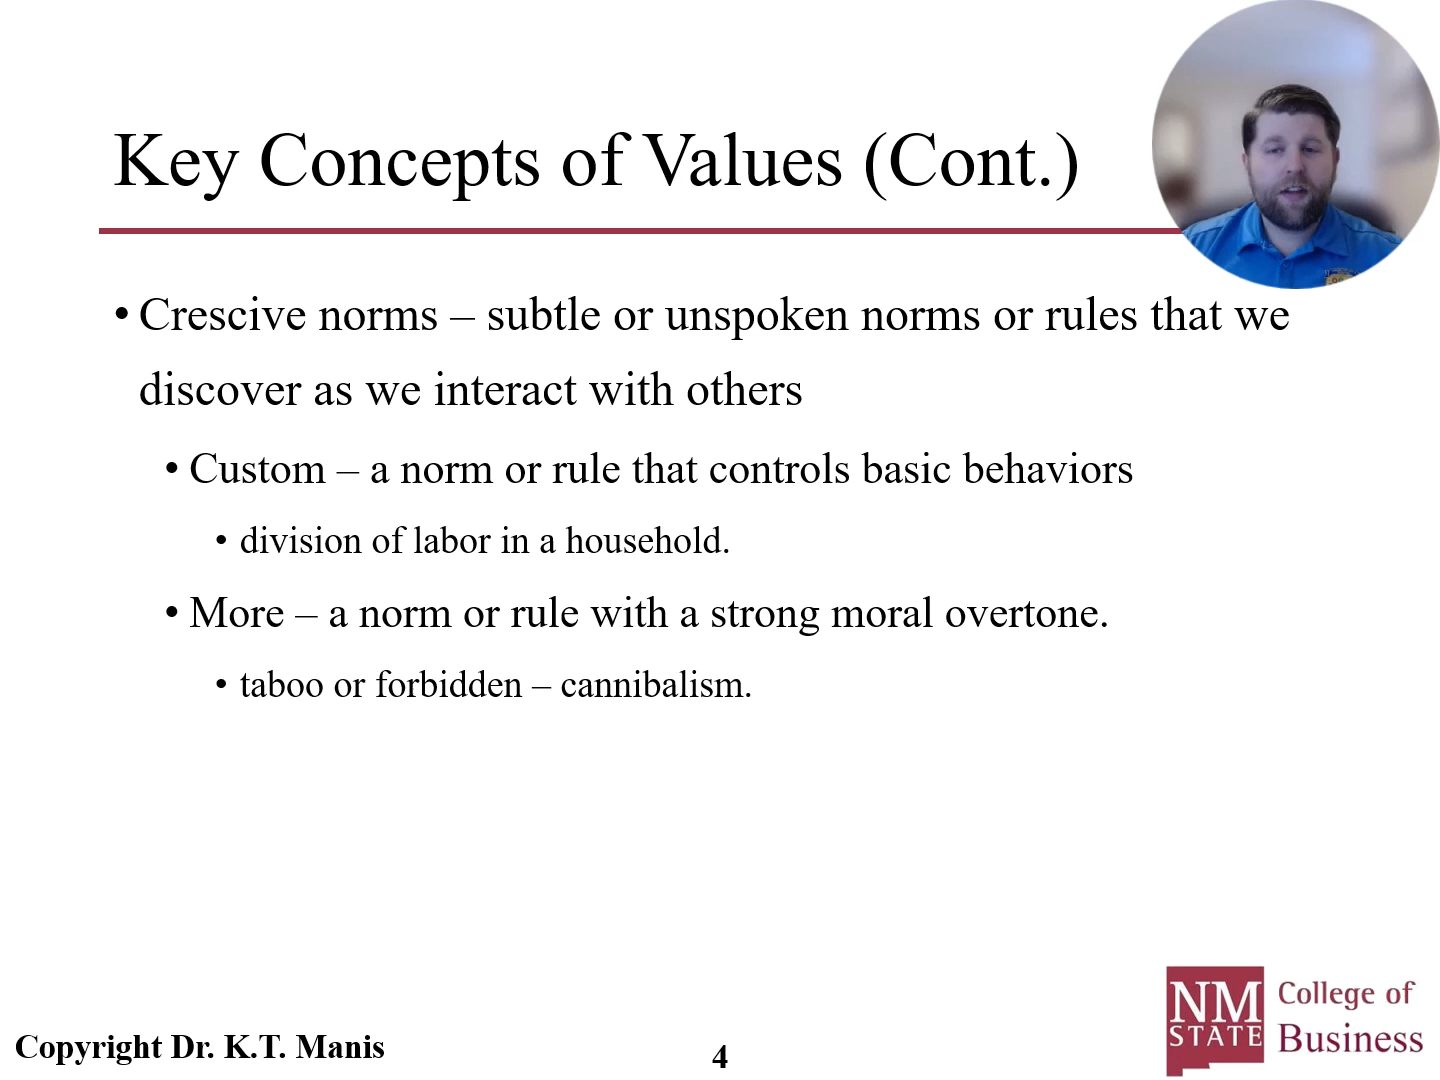 Key Concepts of Values (Cont.)
• Crescive norms – subtle or unspoken norms or rules that we
discover as we interact with others
• Custom – a norm or rule that controls basic behaviors
• division of labor in a household.
• More – a norm or rule with a strong moral overtone.
• taboo or forbidden – cannibalism.
Copyright Dr. K.T. Manis
4
NM
STATE
College of
Business